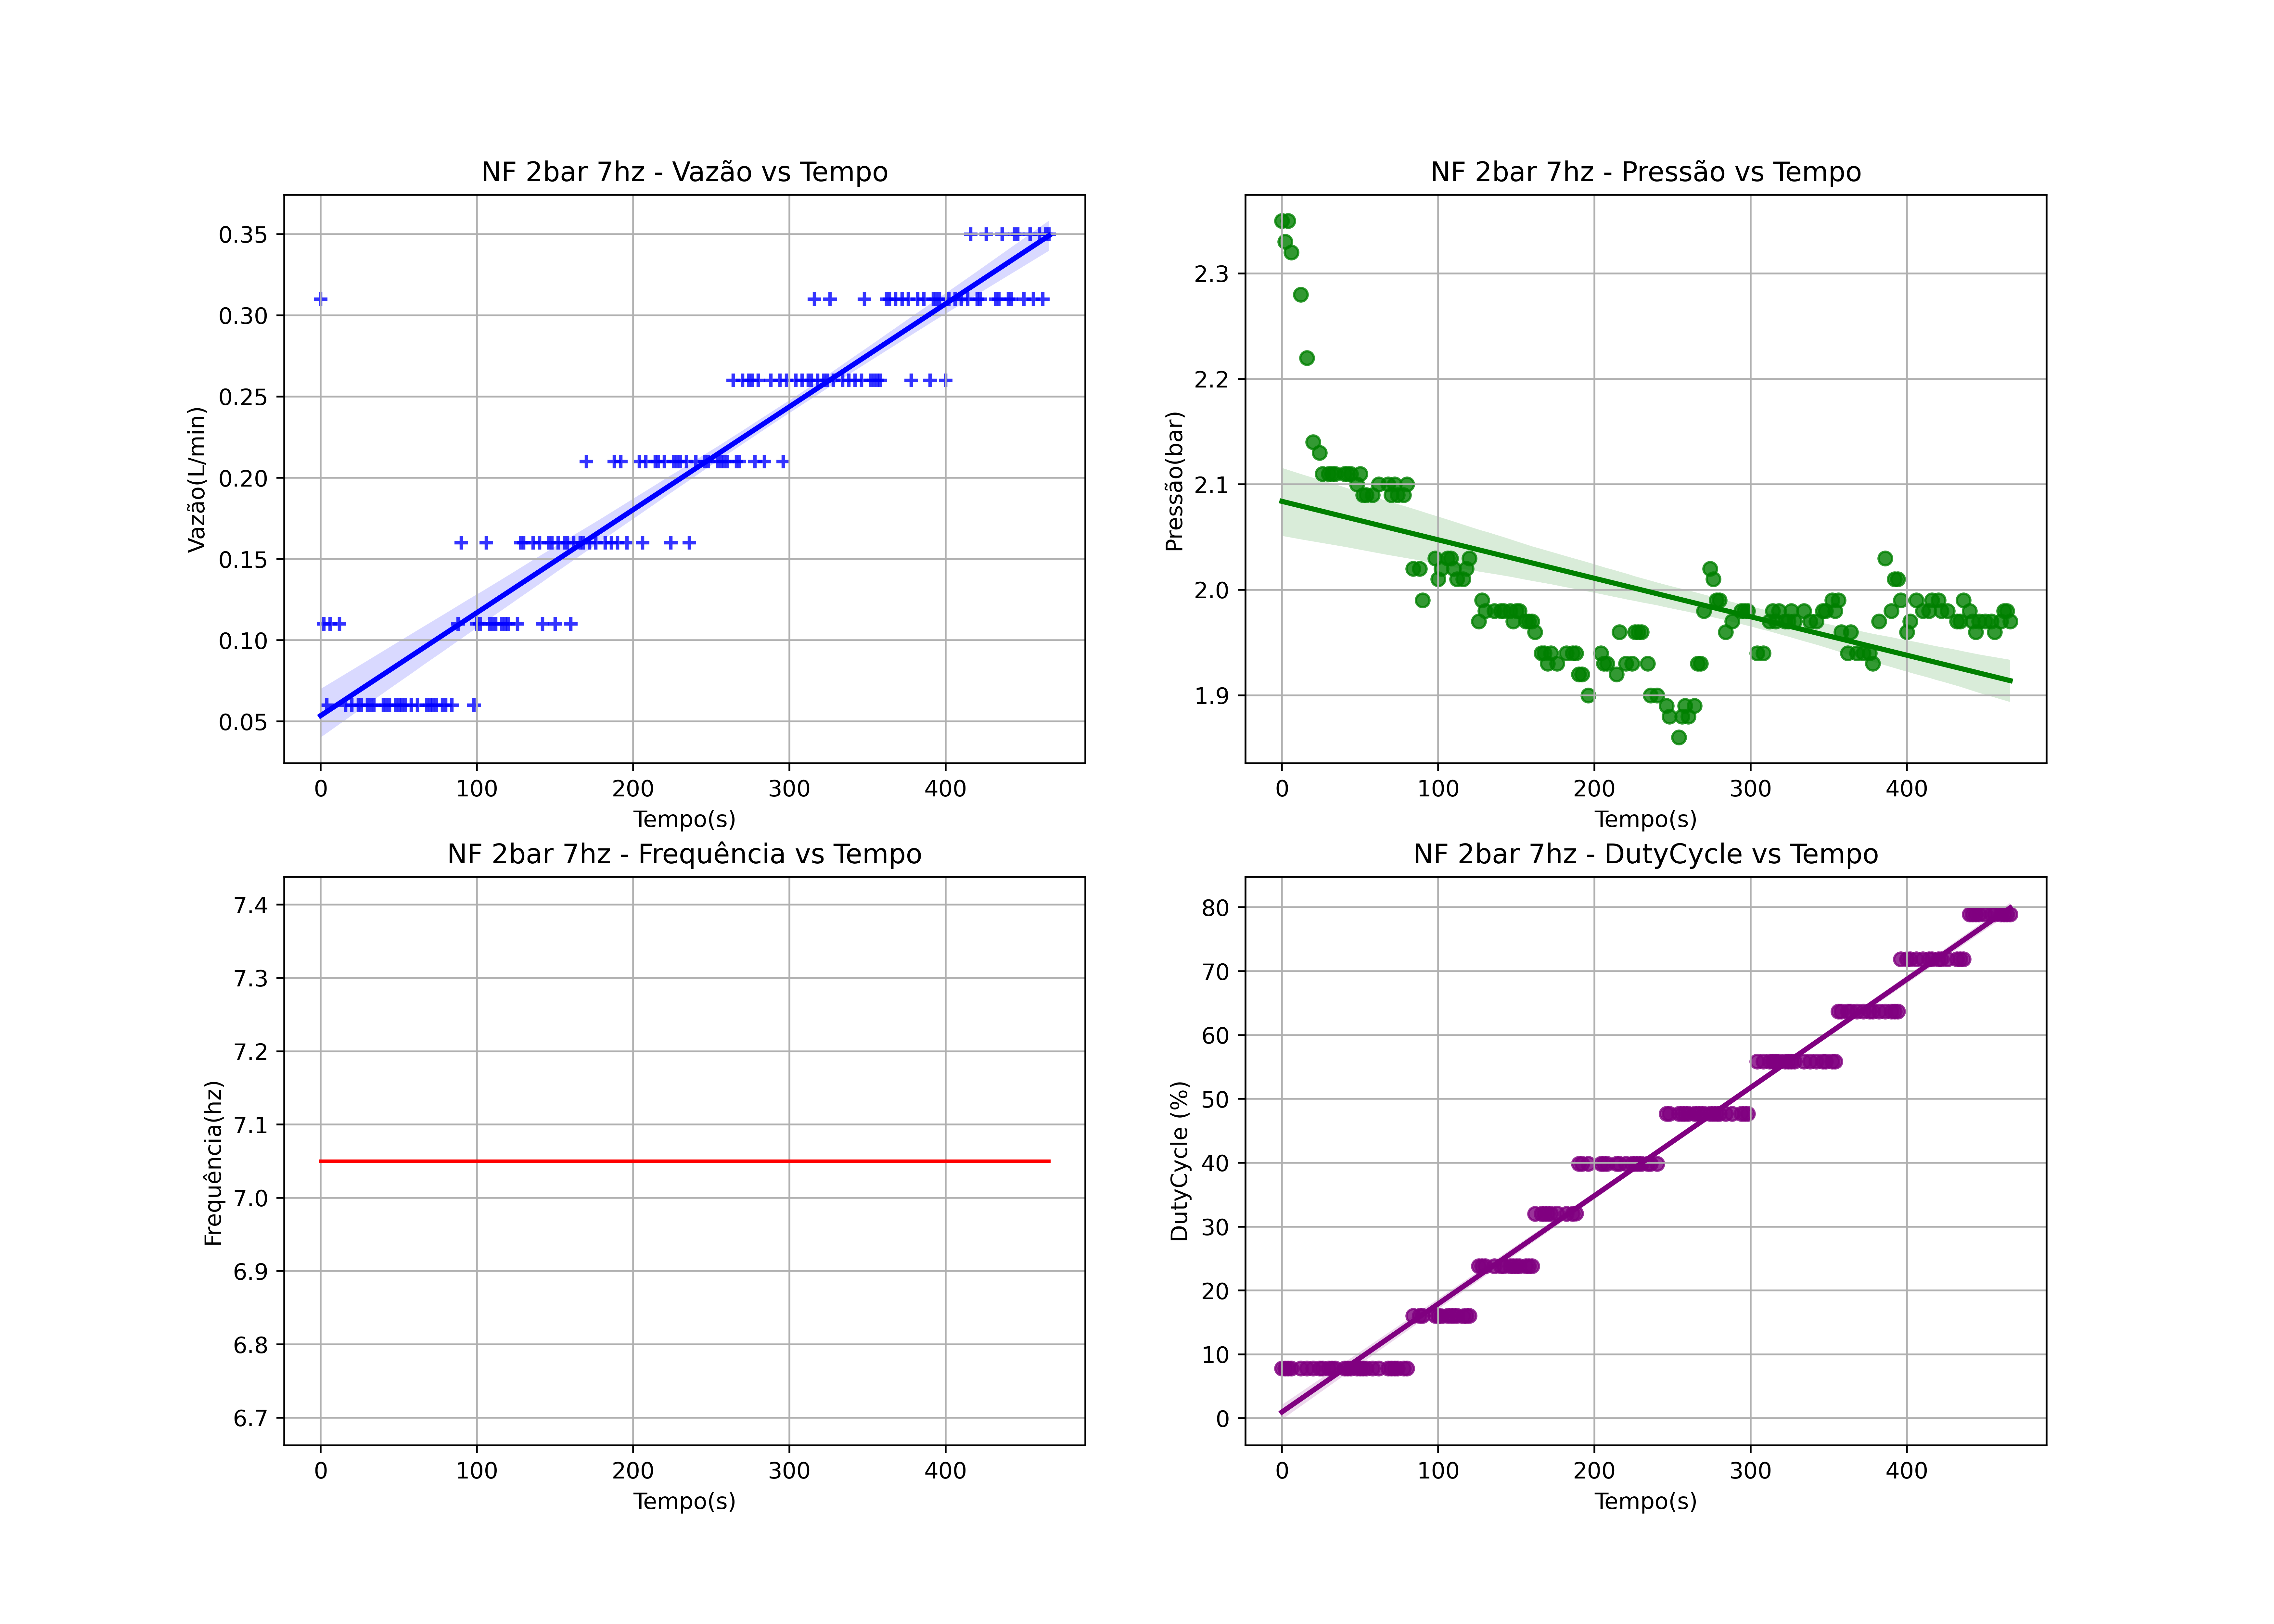 NF 2bar 7hz - Vazão vs Tempo
Vazão(L/min)
0.35
0.30
0.25
0.20
0.15
0.10
0.05
0 100 200 300 400
Tempo(s)
NF 2bar 7hz - Pressão vs Tempo
Pressão(bar)
2.3
2.2
2.1
2.0
1.9
0 100 200 300 400
Tempo(s)
NF 2bar 7hz - Frequência vs Tempo
Frequência(hz)
7.4
7.3
7.2
7.1
7.0
6.9
6.8
6.7
0 100 200 300 400
Tempo(s)
NF 2bar 7hz - DutyCycle vs Tempo
DutyCycle (%)
80
70
60
50
40
30
20
10
0
0 100 200 300 400
Tempo(s)